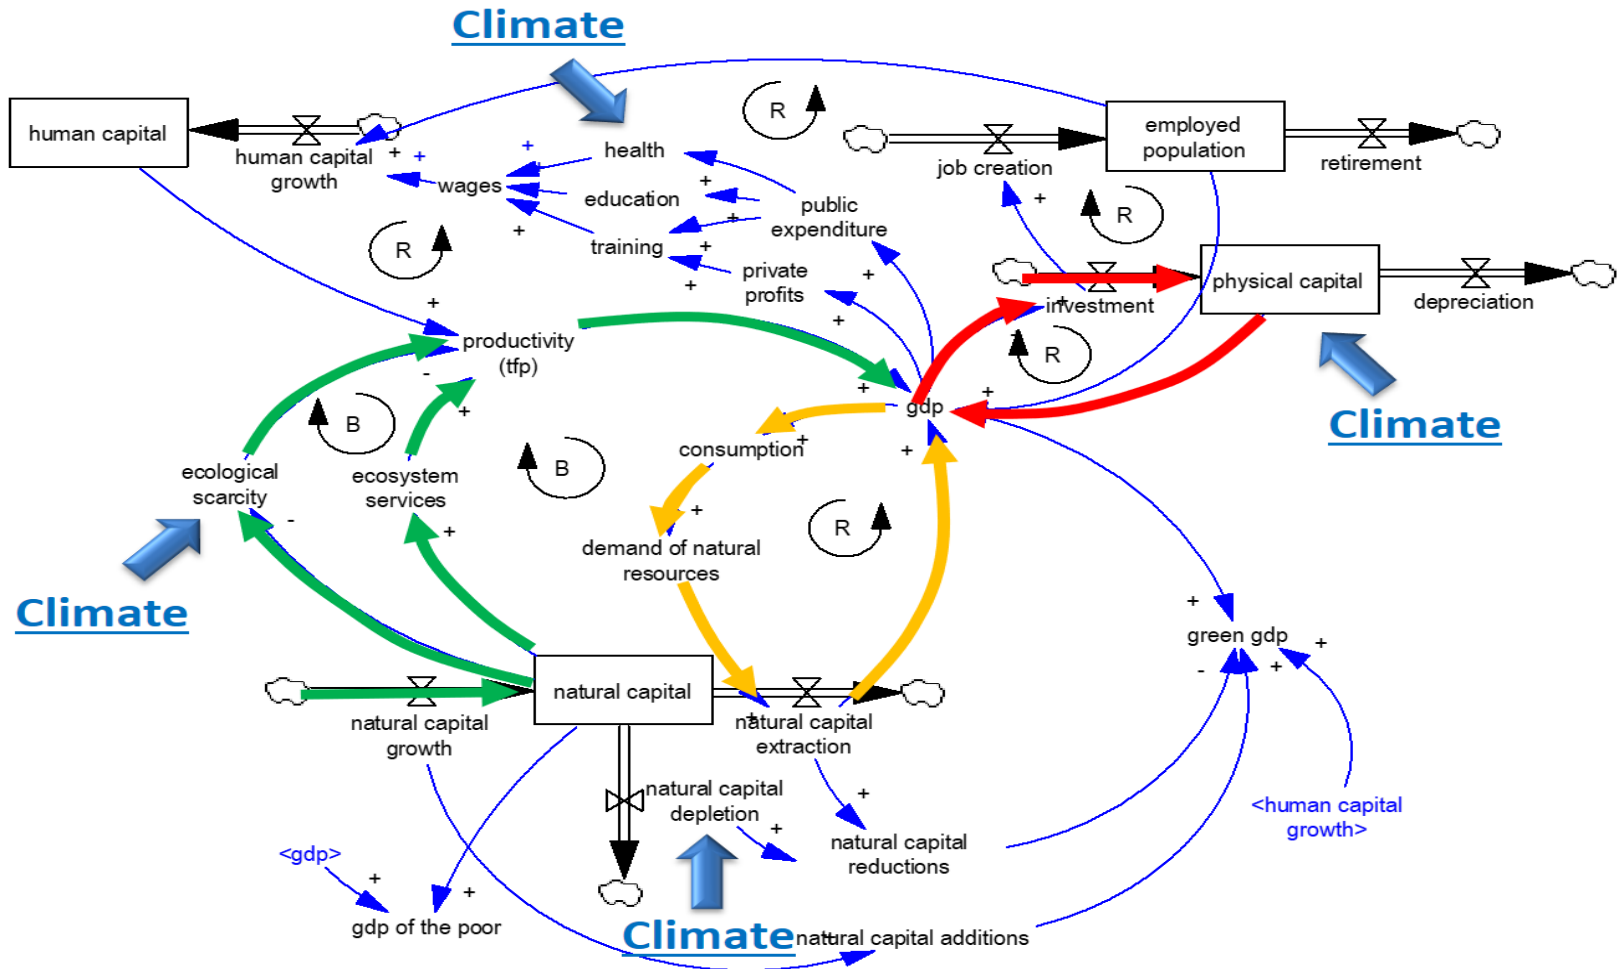 Climate
human capital
human capital
growth
+
+
wages
+
+
health
education
training
+
+
+
+
+
public
expenditure
private
profits
+
+
R
job creation
+
employed
population
retirement
R
R
investment
+
physical capital
depreciation
R
Climate
+
productivity
(tfp)
-
+
+
gdp
+
+
consumption
+
B
B
R
ecological
scarcity
-
ecosystem
services
+
+
demand of natural
resources
Climate
natural capital
natural capital
growth
+
natural capital
extraction
natural capital
depletion
+
+
natural capital
reductions
+
green gdp
+
-
+
<human capital
growth>
<gdp>
+
+
gdp of the poor
Climate
natural capital additions